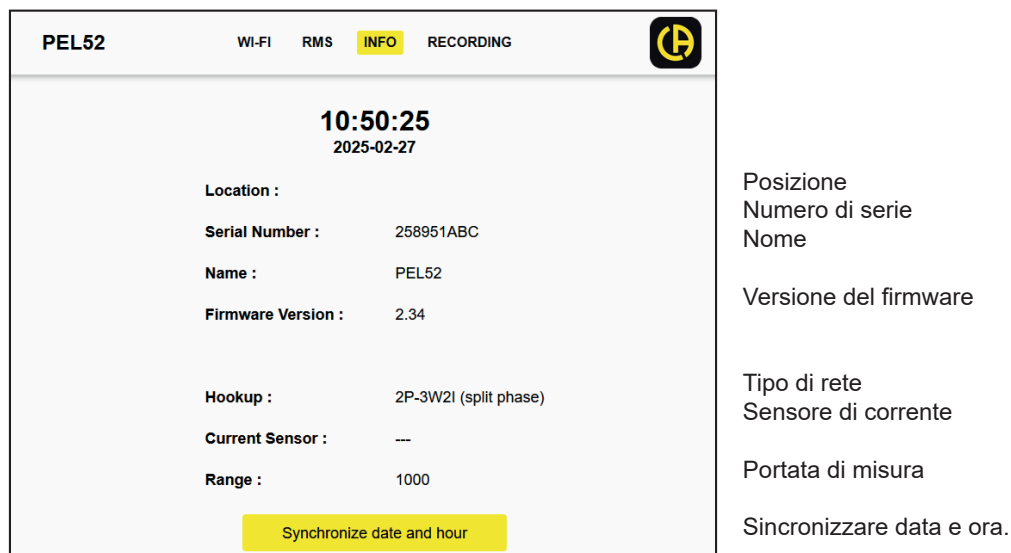 PEL52 WI-FI RMS INFO RECORDING
10:50:25
2025-02-27
Location :
Posizione
Serial Number : 258951ABC
Numero di serie
Name : PEL52
Nome
Firmware Version : 2.34
Versione del firmware
Hookup : 2P-3W2I (split phase)
Tipo di rete
Current Sensor : ---
Sensore di corrente
Range : 1000
Portata di misura
Synchronize date and hour
Sincronizzare data e ora.